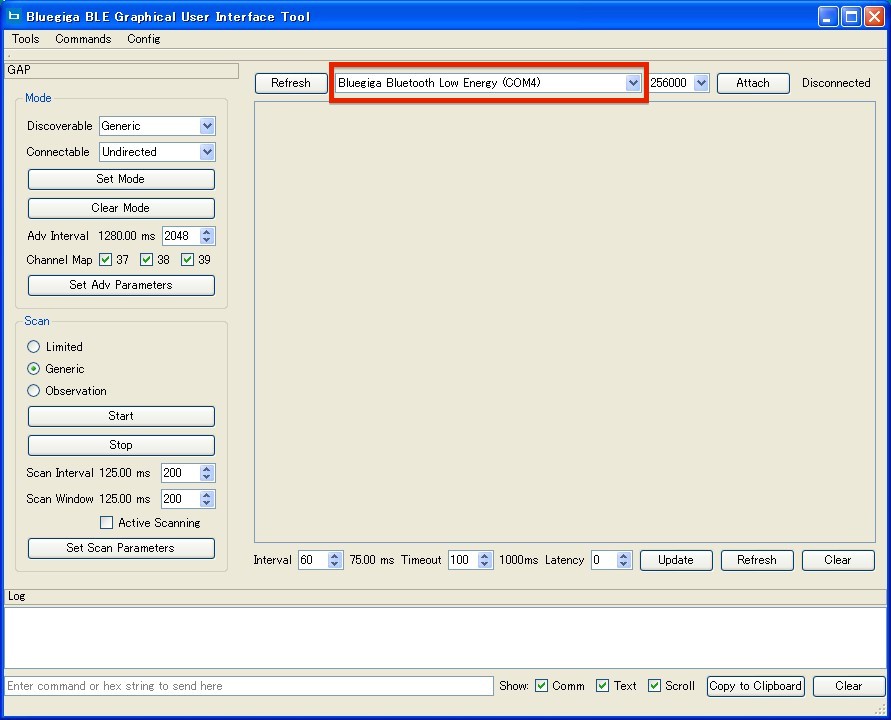 Bluegiga BLE Graphical User Interface Tool
Tools Commands Config
GAP
Refresh Bluegiga Bluetooth Low Energy (COM4) 256000 Attach Disconnected
Mode
Discoverable Generic
Connectable Undirected
Set Mode
Clear Mode
Adv Interval 1280.00 ms 2048
Channel Map 37 38 39
Set Adv Parameters
Scan
Limited
Generic
Observation
Start
Stop
Scan Interval 125.00 ms 200
Scan Window 125.00 ms 200
Active Scanning
Set Scan Parameters
Interval 60 75.00 ms Timeout 100 1000ms Latency 0 Update Refresh Clear
Log
Enter command or hex string to send here Show: Comm Text Scroll Copy to Clipboard Clear